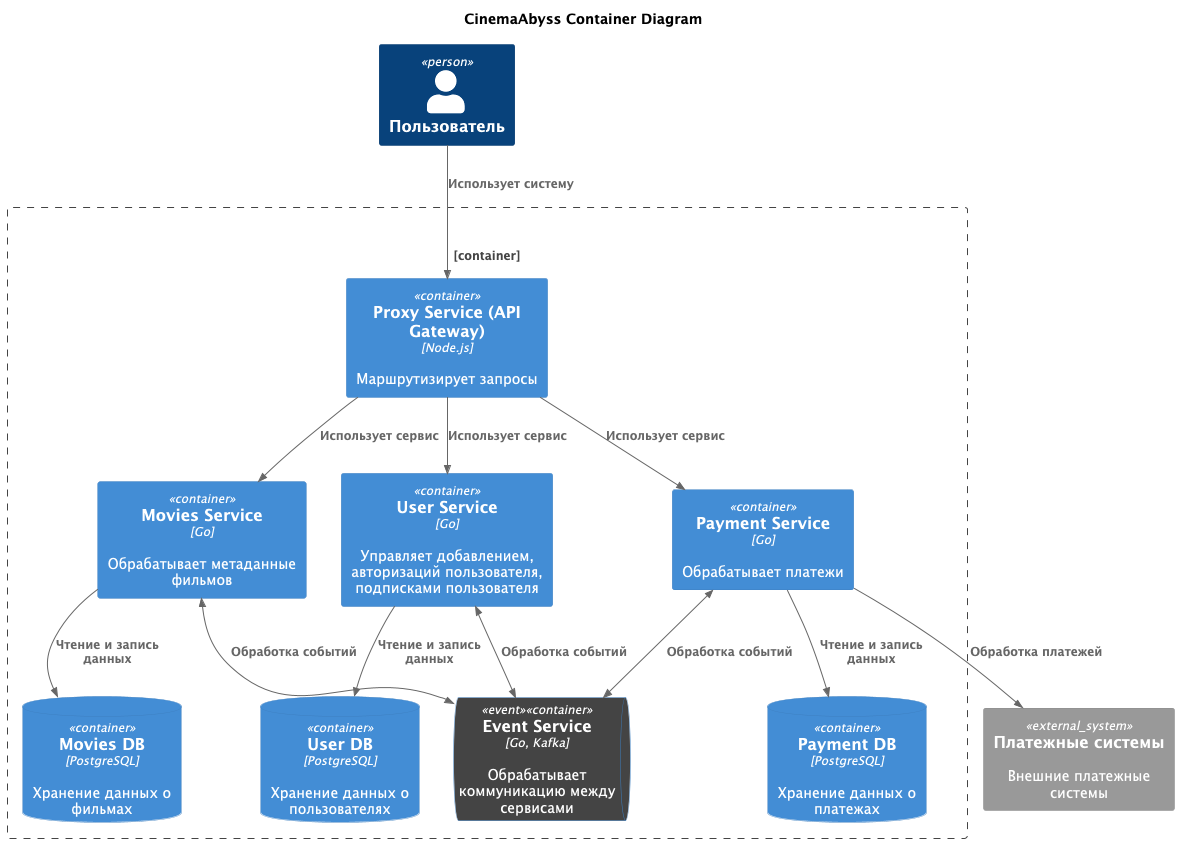 CinemaAbyss Container Diagram
«person»
Пользователь
Использует систему
[container]
«container»
Proxy Service (API
Gateway)
[Node.js]
Маршрутизирует запросы
Использует сервис
Использует сервис
Использует сервис
«container»
Movies Service
[Go]
Обрабатывает метаданные
фильмов
«container»
User Service
[Go]
Управляет добавлением,
авторизаций пользователя,
подписками пользователя
«container»
Payment Service
[Go]
Обрабатывает платежи
Чтение и запись
данных
Обработка событий
Чтение и запись
данных
Обработка событий
Обработка событий
Чтение и запись
данных
Обработка платежей
«container»
Movies DB
[PostgreSQL]
Хранение данных о
фильмах
«container»
User DB
[PostgreSQL]
Хранение данных о
пользователях
«event»«container»
Event Service
[Go, Kafka]
Обрабатывает
коммуникацию между
сервисами
«container»
Payment DB
[PostgreSQL]
Хранение данных о
платежах
«external_system»
Платежные системы
Внешние платежные
системы